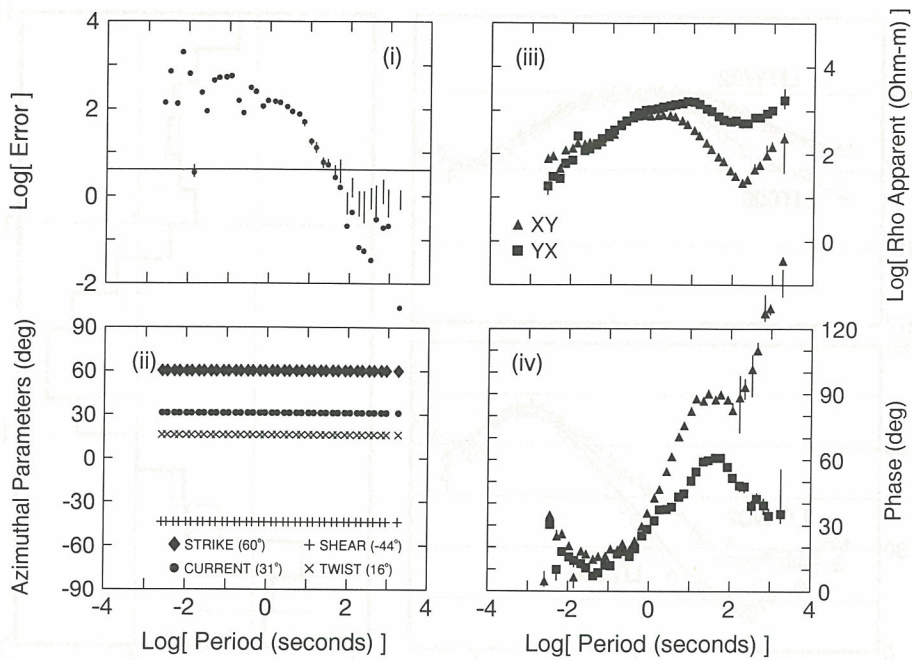 4
2
0
-2
Log[ Error ]
(i)
(iii)
4
2
0
Log[ Rho Apparent (Ohm-m) ]
▲ XY
■ YX
90
60
30
0
-30
-60
-90
Azimuthal Parameters (deg)
(ii)
◆ STRIKE (60°)
+ SHEAR (-44°)
● CURRENT (31°)
× TWIST (16°)
-4
-2
0
2
4
Log[ Period (seconds) ]
(iv)
120
90
60
30
0
Phase (deg)
-4
-2
0
2
4
Log[ Period (seconds) ]